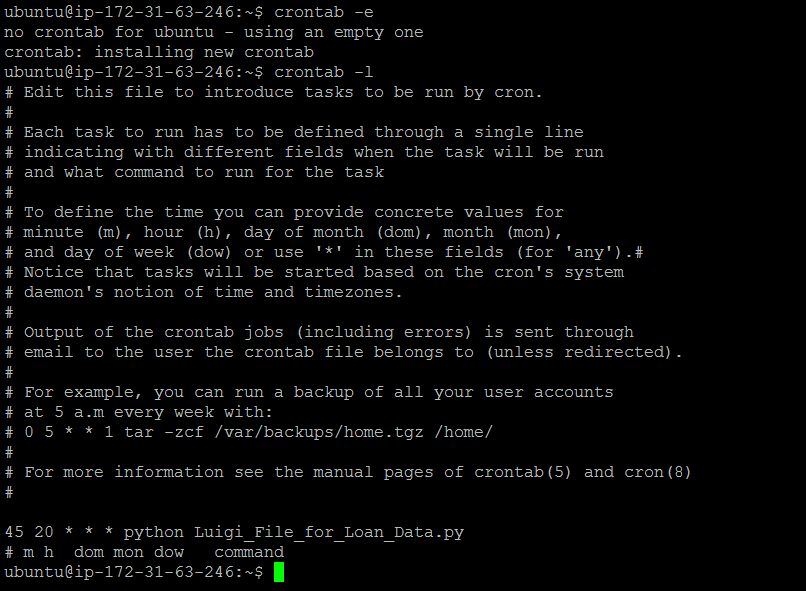 ubuntu@ip-172-31-63-246:~$ crontab -e
no crontab for ubuntu - using an empty one
crontab: installing new crontab
ubuntu@ip-172-31-63-246:~$ crontab -l
# Edit this file to introduce tasks to be run by cron.
#
# Each task to run has to be defined through a single line
# indicating with different fields when the task will be run
# and what command to run for the task
#
# To define the time you can provide concrete values for
# minute (m), hour (h), day of month (dom), month (mon),
# and day of week (dow) or use '*' in these fields (for 'any').#
# Notice that tasks will be started based on the cron's system
# daemon's notion of time and timezones.
#
# Output of the crontab jobs (including errors) is sent through
# email to the user the crontab file belongs to (unless redirected).
#
# For example, you can run a backup of all your user accounts
# at 5 a.m every week with:
# 0 5 * * 1 tar -zcf /var/backups/home.tgz /home/
#
# For more information see the manual pages of crontab(5) and cron(8)
#
45 20 * * * python Luigi_File_for_Loan_Data.py
# m h  dom mon dow   command
ubuntu@ip-172-31-63-246:~$